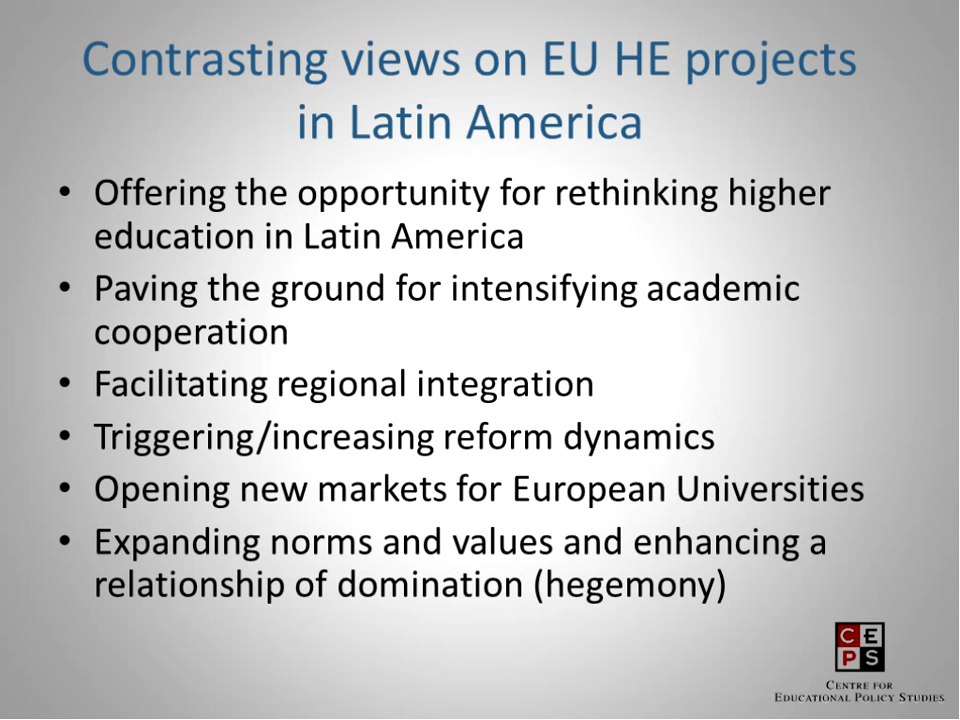 Contrasting views on EU HE projects
in Latin America
• Offering the opportunity for rethinking higher
education in Latin America
• Paving the ground for intensifying academic
cooperation
• Facilitating regional integration
• Triggering/increasing reform dynamics
• Opening new markets for European Universities
• Expanding norms and values and enhancing a
relationship of domination (hegemony)
C E
P S
CENTRE FOR
EDUCATIONAL POLICY STUDIES